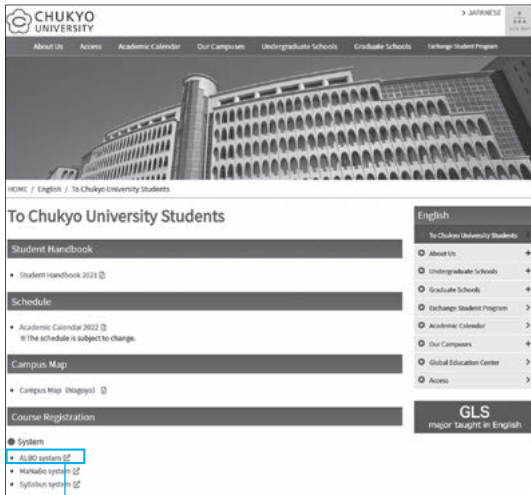 CHUKYO
UNIVERSITY
> JAPANESE
About Us Access Academic Calendar Our Campuses Undergraduate Schools Graduate Schools Exchange Student Program
HOME / English / To Chukyo University Students
To Chukyo University Students
Student Handbook
Student Handbook 2021
Schedule
Academic Calendar 2022
※The schedule is subject to change.
Campus Map
Campus Map (Nagoya)
Course Registration
System
ALBO system
MaNaBo system
Syllabus system
English
To Chukyo University Students
About Us +
Undergraduate Schools +
Graduate Schools +
Exchange Student Program >
Academic Calendar >
Our Campuses +
Global Education Center >
Access >
GLS
major taught in English